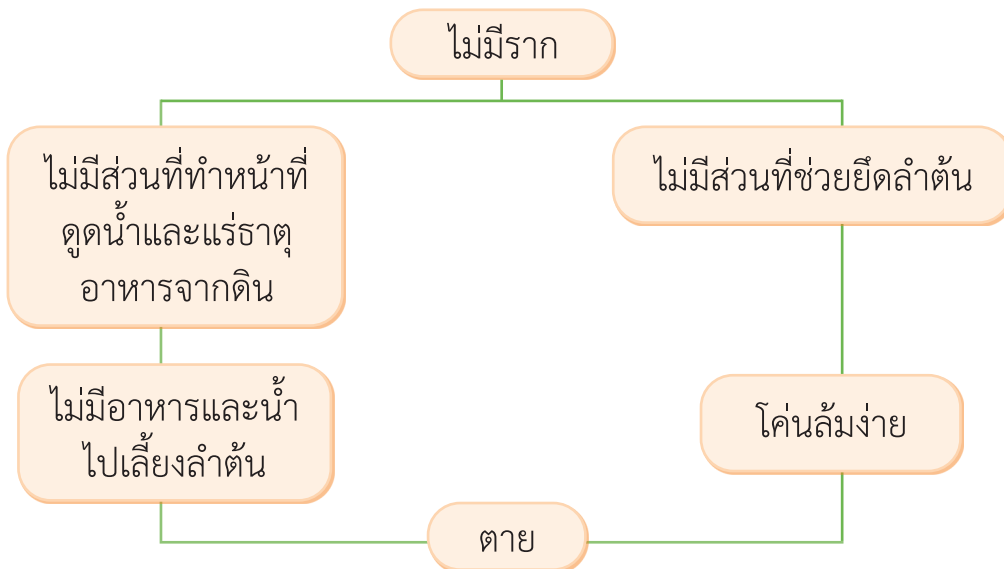 ไม่มีราก
ไม่มีส่วนที่ทำหน้าที่
ดูดน้ำและแร่ธาตุ
อาหารจากดิน
ไม่มีส่วนที่ช่วยยึดลำต้น
ไม่มีอาหารและน้ำ
ไปเลี้ยงลำต้น
โค่นล้มง่าย
ตาย